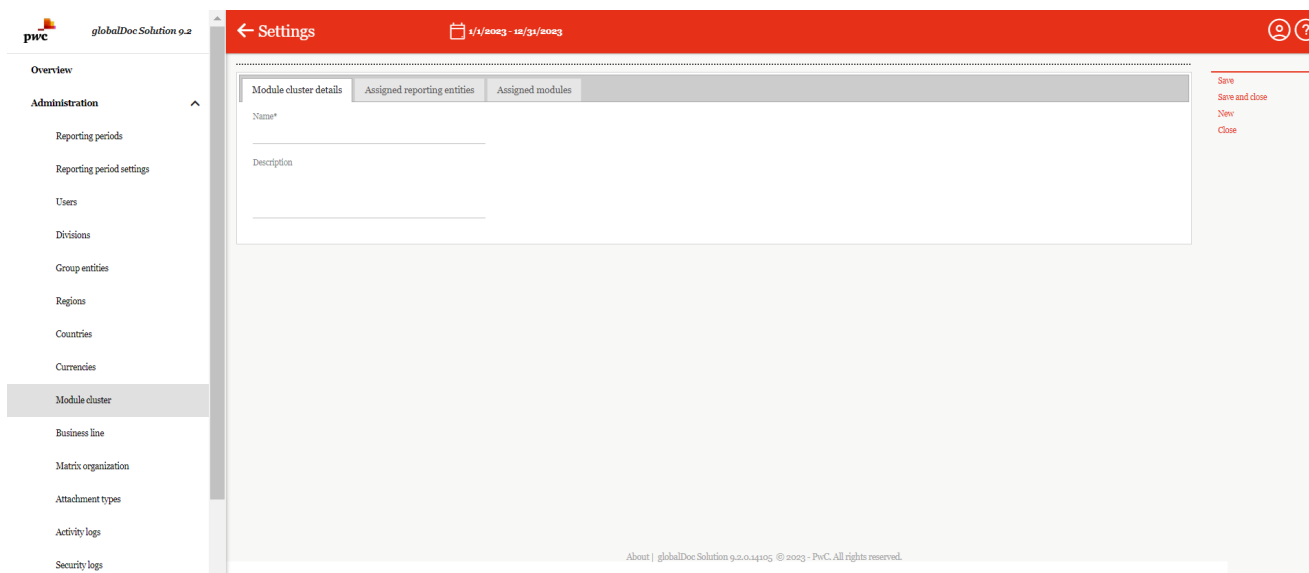 pwc
globalDoc Solution 9.2
Settings
1/1/2023 - 12/31/2023
?
Overview
Administration
Reporting periods
Reporting period settings
Users
Divisions
Group entities
Regions
Countries
Currencies
Module cluster
Business line
Matrix organization
Attachment types
Activity logs
Security logs
Module cluster details
Assigned reporting entities
Assigned modules
Name*
Description
Save
Save and close
New
Close
About | globalDoc Solution 9.2.0.14105 © 2023 - PwC. All rights reserved.